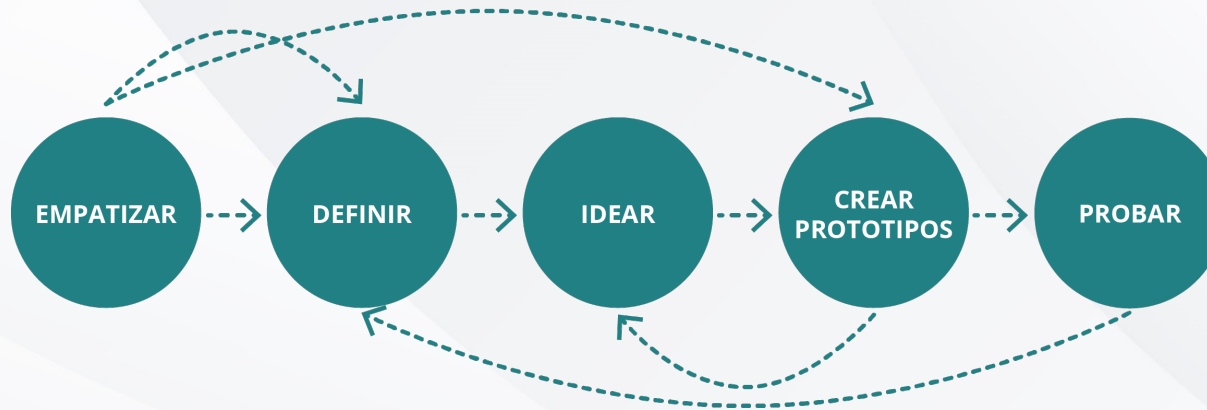 EMPATIZAR
DEFINIR
IDEAR
CREAR
PROTOTIPOS
PROBAR